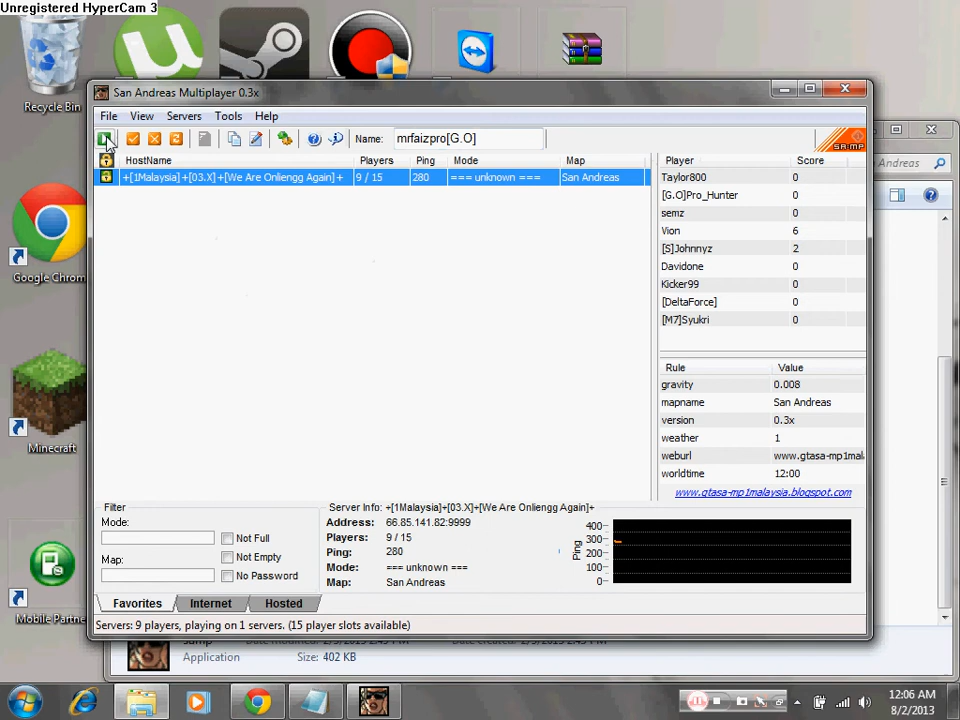 Unregistered HyperCam 3
Recycle Bin
San Andreas Multiplayer 0.3x
File View Servers Tools Help
Name: mrfaizpro[G.O]
SA:MP
HostName Players Ping Mode Map
+[1Malaysia]+[03.X]+[We Are Onliengg Again]+ 9 / 15 280 === unknown === San Andreas
Player Score
Taylor800 0
[G.O]Pro_Hunter 0
semz 0
Vion 6
[S]Johnnyz 2
Davidone 0
Kicker99 0
[DeltaForce] 0
[M7]Syukri 0
Rule Value
gravity 0.008
mapname San Andreas
version 0.3x
weather 1
weburl www.gtasa-mp1mal
worldtime 12:00
www.gtasa-mp1malaysia.blogspot.com
Filter
Mode:
Not Full
Not Empty
Map:
No Password
Server Info: +[1Malaysia]+[03.X]+[We Are Onliengg Again]+
Address: 66.85.141.82:9999
Players: 9 / 15
Ping: 280
Mode: === unknown ===
Map: San Andreas
Ping
400
300
200
100
0
Favorites Internet Hosted
Servers: 9 players, playing on 1 servers. (15 player slots available)
Andreas
Google Chrom
Minecraft
Mobile Partne
Application Size: 402 KB
12:06 AM
8/2/2013